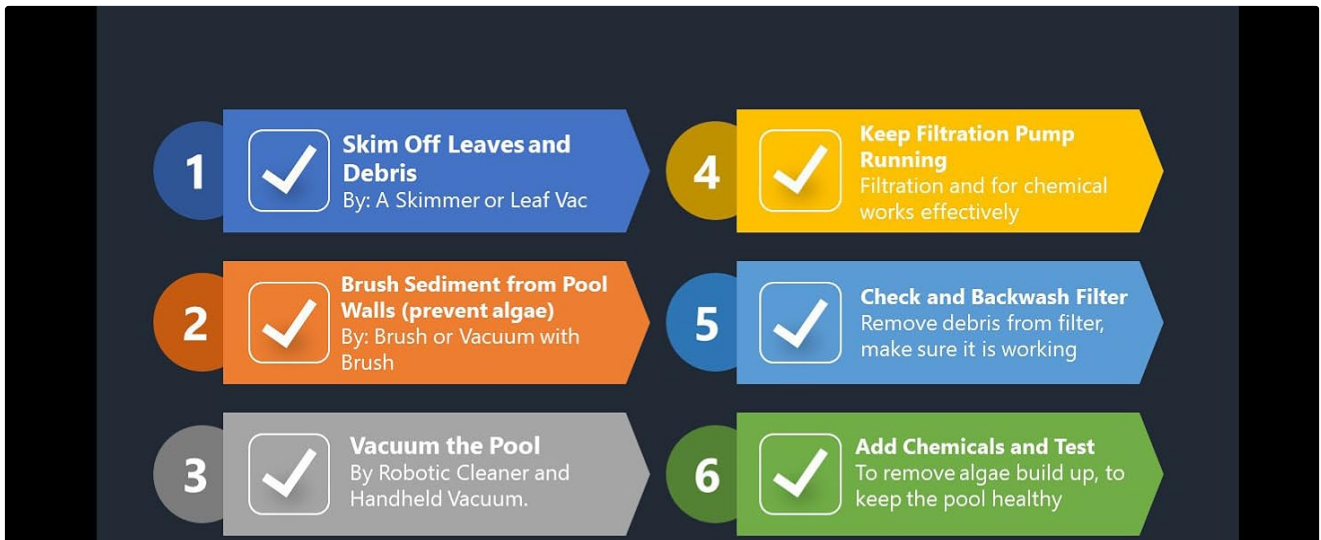 1
Skim Off Leaves and
Debris
By: A Skimmer or Leaf Vac
2
Brush Sediment from Pool
Walls (prevent algae)
By: Brush or Vacuum with
Brush
3
Vacuum the Pool
By Robotic Cleaner and
Handheld Vacuum.
4
Keep Filtration Pump
Running
Filtration and for chemical
works effectively
5
Check and Backwash Filter
Remove debris from filter,
make sure it is working
6
Add Chemicals and Test
To remove algae build up, to
keep the pool healthy